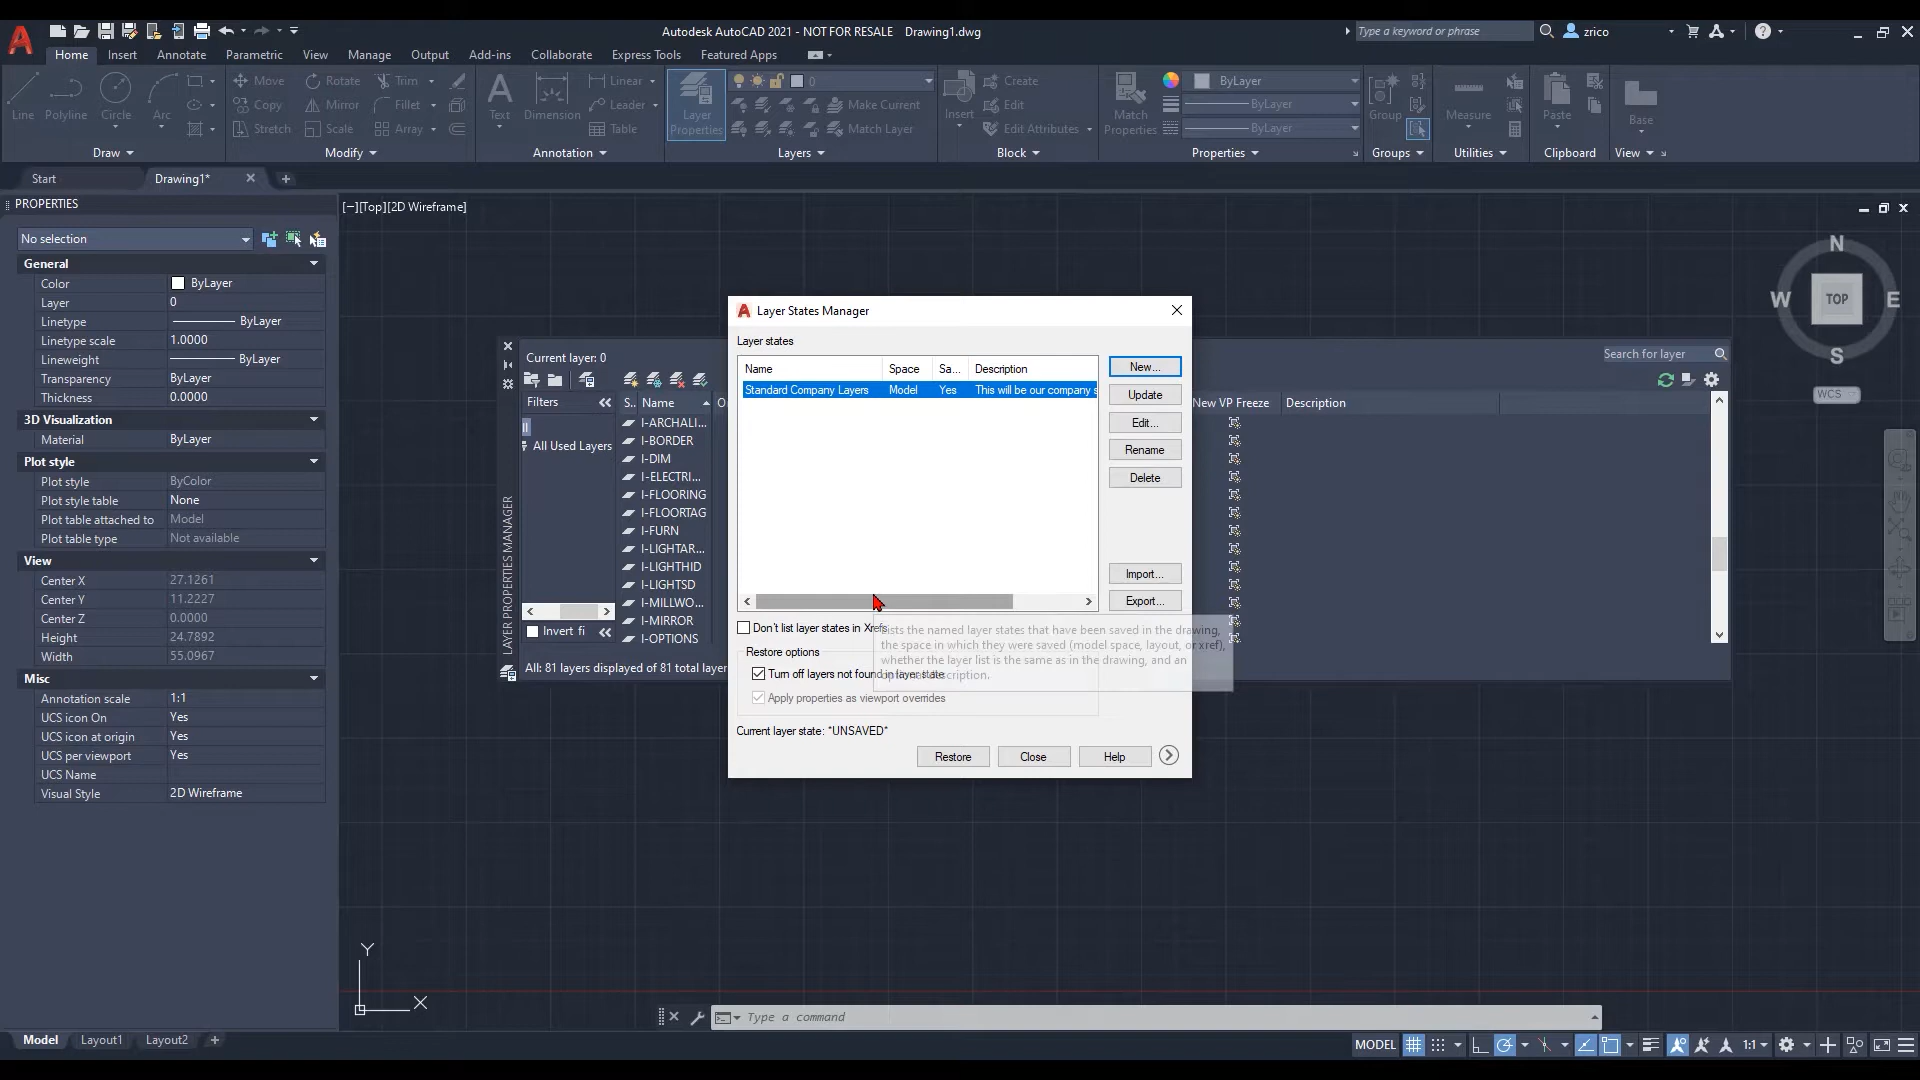 Autodesk AutoCAD 2021 - NOT FOR RESALE Drawing1.dwg
Type a keyword or phrase
zrico
Home Insert Annotate Parametric View Manage Output Add-ins Collaborate Express Tools Featured Apps
Line Polyline Circle Arc
Move Rotate Trim
Copy Mirror Fillet
Stretch Scale Array
Text Dimension
Linear
Leader
Table
Layer Properties
0
Make Current
Match Layer
Insert
Create
Edit
Edit Attributes
Match Properties
ByLayer
ByLayer
ByLayer
Group Measure Paste Base
Draw Modify Annotation Layers Block Properties Groups Utilities Clipboard View
Start Drawing1*
PROPERTIES
[−][Top][2D Wireframe]
No selection
General
Color ByLayer
Layer 0
Linetype ByLayer
Linetype scale 1.0000
Lineweight ByLayer
Transparency ByLayer
Thickness 0.0000
3D Visualization
Material ByLayer
Plot style
Plot style ByColor
Plot style table None
Plot table attached to Model
Plot table type Not available
View
Center X 27.1261
Center Y 11.2227
Center Z 0.0000
Height 24.7892
Width 55.0967
Misc
Annotation scale 1:1
UCS icon On Yes
UCS icon at origin Yes
UCS per viewport Yes
UCS Name
Visual Style 2D Wireframe
LAYER PROPERTIES MANAGER
Current layer: 0
Search for layer
Filters
All Used Layers
Invert fi
S.. Name O
New VP Freeze Description
I-ARCHALI...
I-BORDER
I-DIM
I-ELECTRI...
I-FLOORING
I-FLOORTAG
I-FURN
I-LIGHTAR...
I-LIGHTHID
I-LIGHTSD
I-MILLWO...
I-MIRROR
I-OPTIONS
All: 81 layers displayed of 81 total layer
Layer States Manager
Layer states
Name Space Sa... Description
Standard Company Layers Model Yes This will be our company s
New...
Update
Edit...
Rename
Delete
Import...
Export...
Don't list layer states in Xrefs
Restore options
Turn off layers not found in layer state
Apply properties as viewport overrides
Current layer state: *UNSAVED*
Restore Close Help
Lists the named layer states that have been saved in the drawing,
the space in which they were saved (model space, layout, or xref),
whether the layer list is the same as in the drawing, and an
optional description.
N
W TOP E
S
WCS
Y
X
Type a command
Model Layout1 Layout2
MODEL 1:1